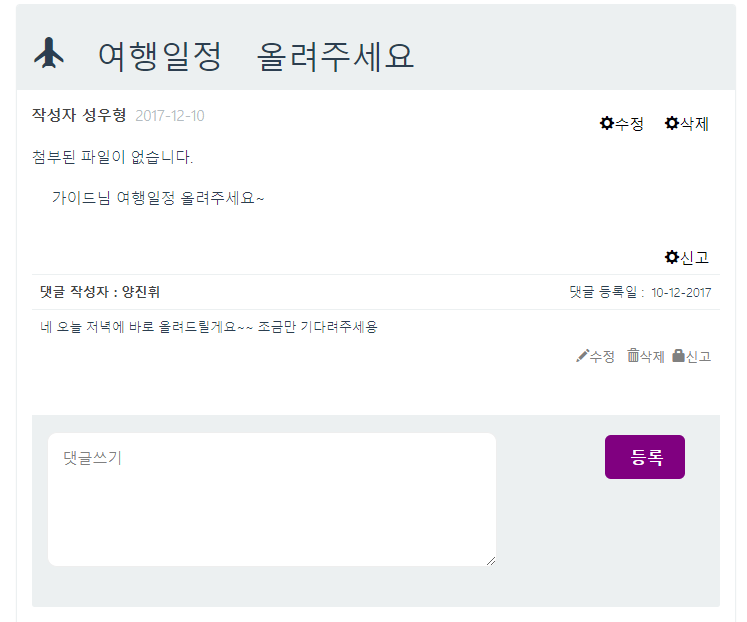 여행일정 올려주세요
작성자 성우형 2017-12-10
수정 삭제
첨부된 파일이 없습니다.
가이드님 여행일정 올려주세요~
신고
댓글 작성자 : 양진휘 댓글 등록일 : 10-12-2017
네 오늘 저녁에 바로 올려드릴게요~~ 조금만 기다려주세용
수정 삭제 신고
댓글쓰기
등록